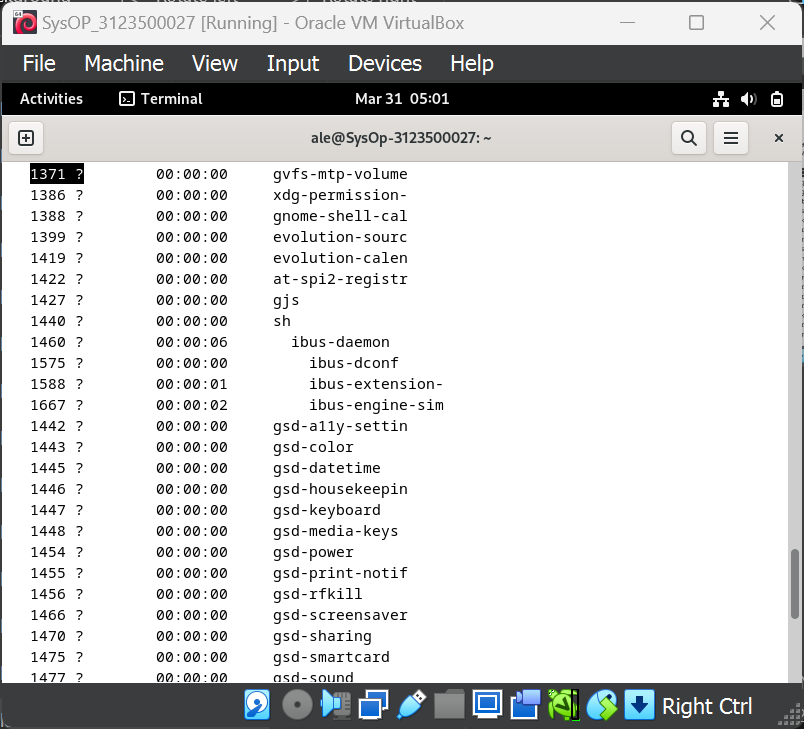 SysOP_3123500027 [Running] - Oracle VM VirtualBox
File Machine View Input Devices Help
Activities Terminal Mar 31 05:01
ale@SysOp-3123500027: ~
1371 ? 00:00:00 gvfs-mtp-volume
1386 ? 00:00:00 xdg-permission-
1388 ? 00:00:00 gnome-shell-cal
1399 ? 00:00:00 evolution-sourc
1419 ? 00:00:00 evolution-calen
1422 ? 00:00:00 at-spi2-registr
1427 ? 00:00:00 gjs
1440 ? 00:00:00 sh
1460 ? 00:00:06 ibus-daemon
1575 ? 00:00:00 ibus-dconf
1588 ? 00:00:01 ibus-extension-
1667 ? 00:00:02 ibus-engine-sim
1442 ? 00:00:00 gsd-a11y-settin
1443 ? 00:00:00 gsd-color
1445 ? 00:00:00 gsd-datetime
1446 ? 00:00:00 gsd-housekeepin
1447 ? 00:00:00 gsd-keyboard
1448 ? 00:00:00 gsd-media-keys
1454 ? 00:00:00 gsd-power
1455 ? 00:00:00 gsd-print-notif
1456 ? 00:00:00 gsd-rfkill
1466 ? 00:00:00 gsd-screensaver
1470 ? 00:00:00 gsd-sharing
1475 ? 00:00:00 gsd-smartcard
1477 ? 00:00:00 gsd-sound
Right Ctrl